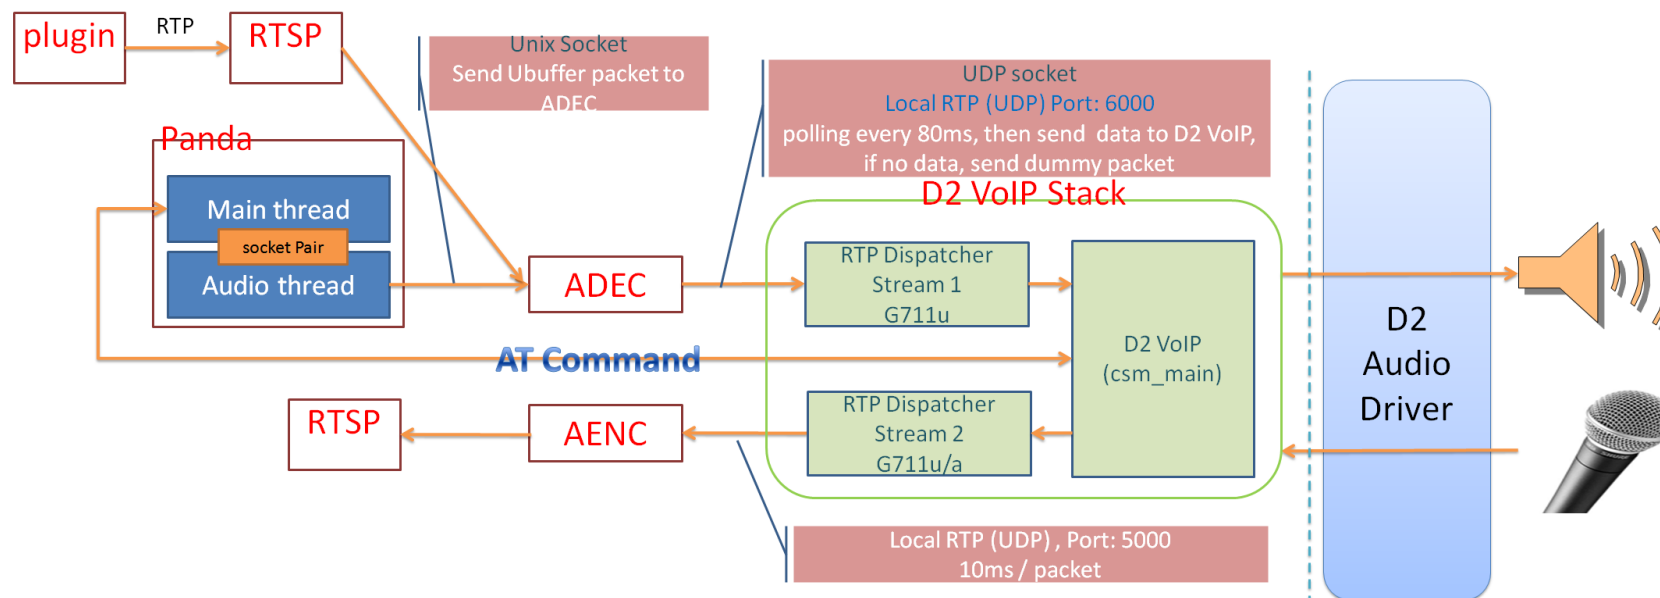 plugin
RTP
RTSP
Unix Socket
Send Ubuffer packet to
ADEC
UDP socket
Local RTP (UDP) Port: 6000
polling every 80ms, then send data to D2 VoIP,
if no data, send dummy packet
Panda
Main thread
socket Pair
Audio thread
ADEC
D2 VoIP Stack
RTP Dispatcher
Stream 1
G711u
D2 VoIP
(csm_main)
AT Command
RTSP
AENC
RTP Dispatcher
Stream 2
G711u/a
Local RTP (UDP) , Port: 5000
10ms / packet
D2
Audio
Driver